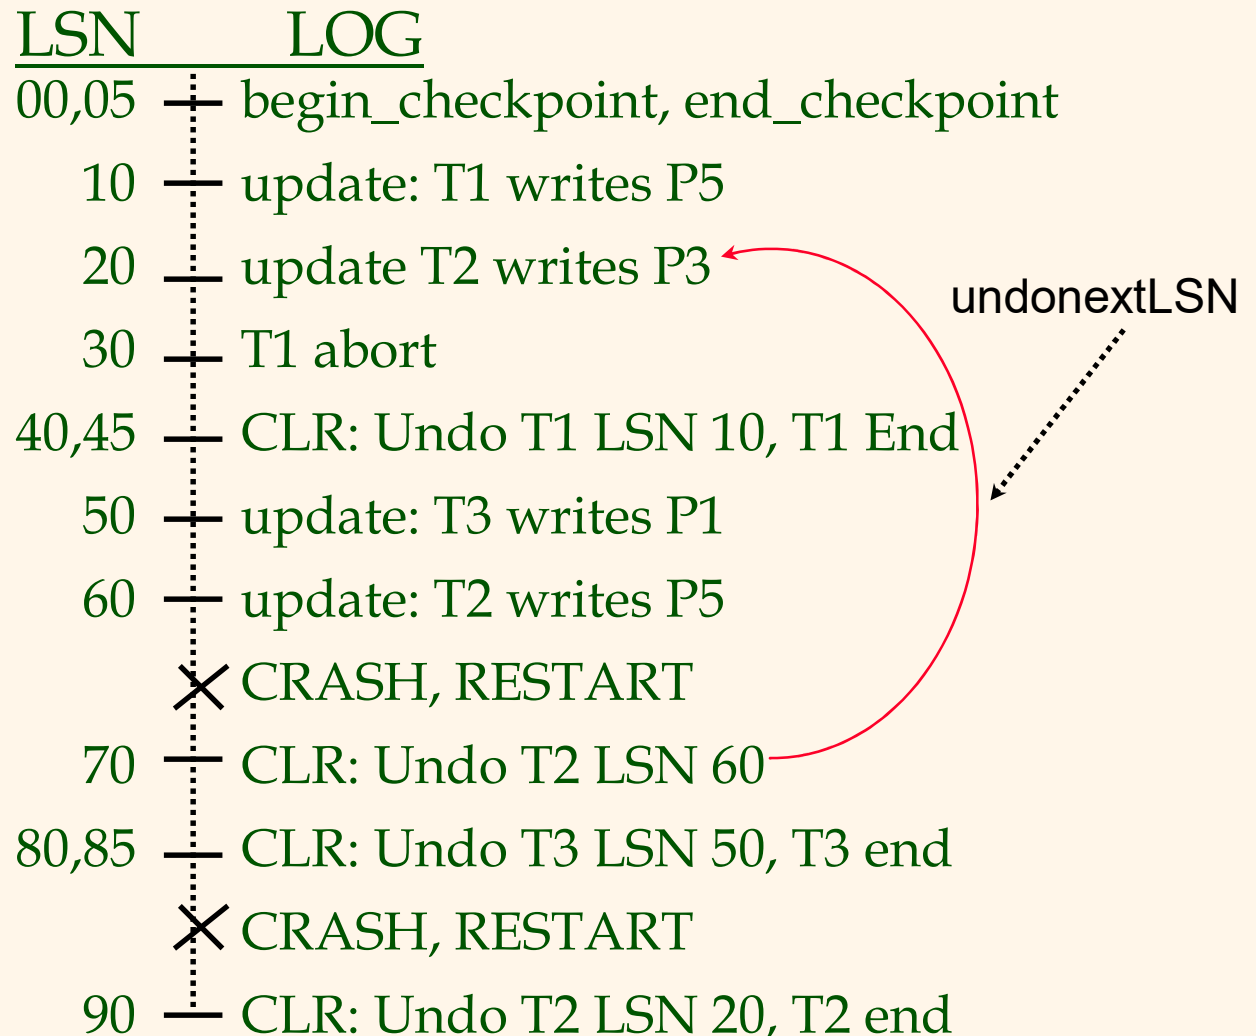 LSN LOG
00,05 begin_checkpoint, end_checkpoint
10 update: T1 writes P5
20 update T2 writes P3
undonextLSN
30 T1 abort
40,45 CLR: Undo T1 LSN 10, T1 End
50 update: T3 writes P1
60 update: T2 writes P5
CRASH, RESTART
70 CLR: Undo T2 LSN 60
80,85 CLR: Undo T3 LSN 50, T3 end
CRASH, RESTART
90 CLR: Undo T2 LSN 20, T2 end